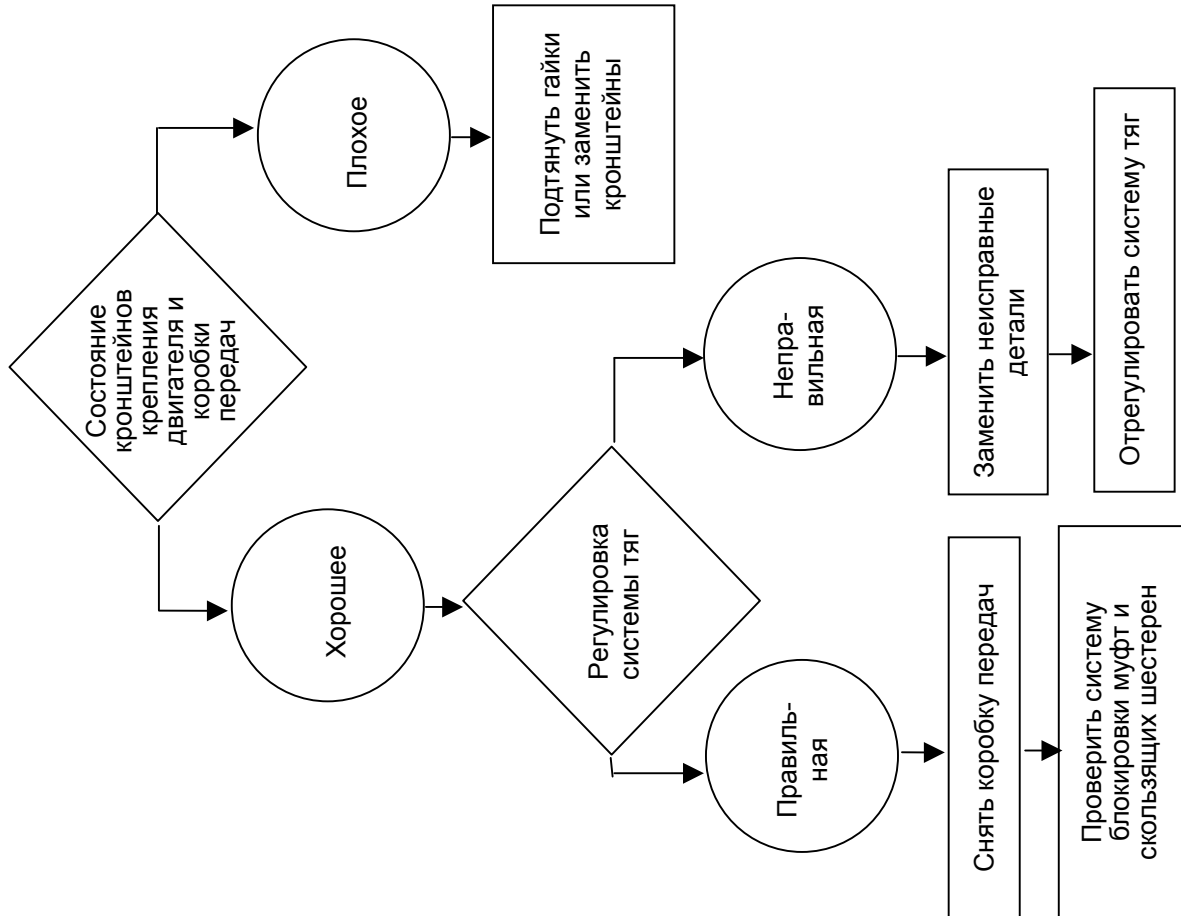 Состояние
кронштейнов
крепления
двигателя и
коробки
передач
Хорошее
Плохое
Подтянуть гайки
или заменить
кронштейны
Регулировка
системы тяг
Правиль-
ная
Непра-
вильная
Снять коробку передач
Проверить систему
блокировки муфт и
скользящих шестерен
Заменить неисправные
детали
Отрегулировать систему тяг